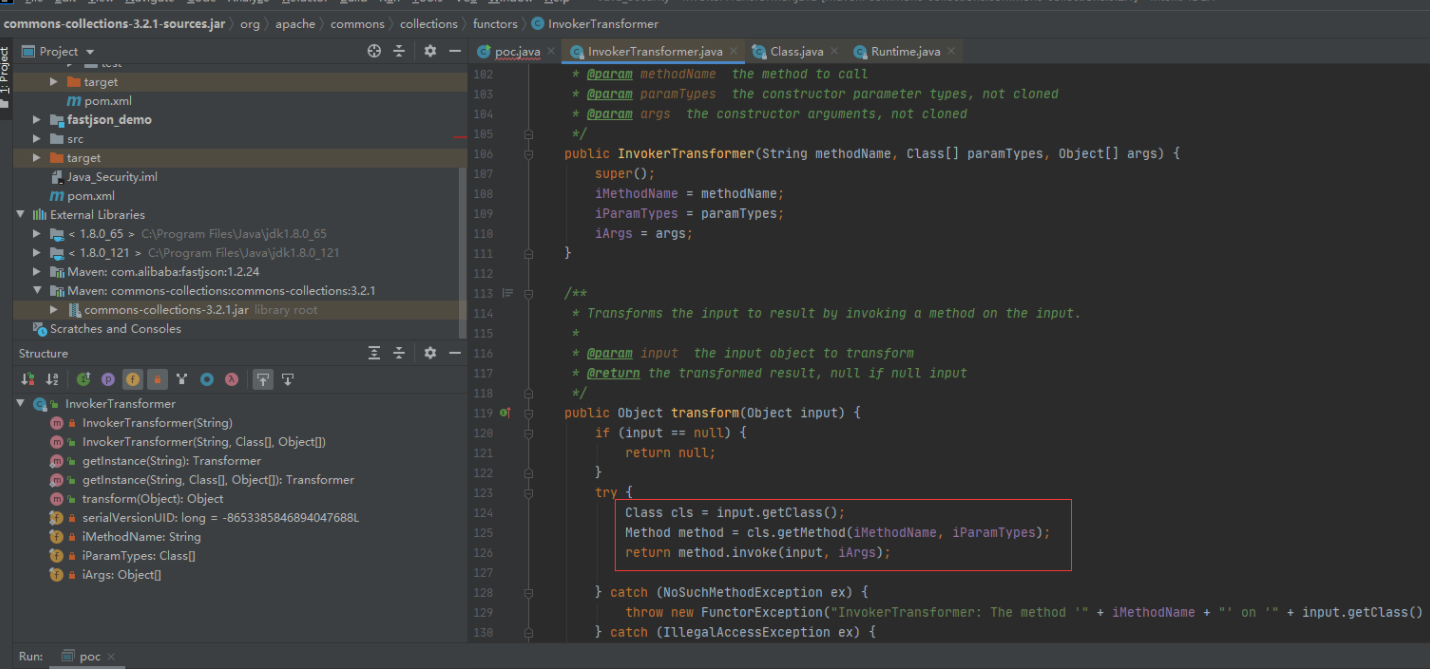 commons-collections-3.2.1-sources.jar org apache commons collections functors InvokerTransformer
1: Project
Project
poc.java InvokerTransformer.java Class.java Runtime.java
test
target
pom.xml
fastjson_demo
src
target
Java_Security.iml
pom.xml
External Libraries
< 1.8.0_65 > C:\Program Files\Java\jdk1.8.0_65
< 1.8.0_121 > C:\Program Files\Java\jdk1.8.0_121
Maven: com.alibaba:fastjson:1.2.24
Maven: commons-collections:commons-collections:3.2.1
commons-collections-3.2.1.jar library root
Scratches and Consoles
Structure
InvokerTransformer
InvokerTransformer(String)
InvokerTransformer(String, Class[], Object[])
getInstance(String): Transformer
getInstance(String, Class[], Object[]): Transformer
transform(Object): Object
serialVersionUID: long = -8653385846894047688L
iMethodName: String
iParamTypes: Class[]
iArgs: Object[]
102 * @param methodName the method to call
103 * @param paramTypes the constructor parameter types, not cloned
104 * @param args the constructor arguments, not cloned
105 */
106 public InvokerTransformer(String methodName, Class[] paramTypes, Object[] args) {
107 super();
108 iMethodName = methodName;
109 iParamTypes = paramTypes;
110 iArgs = args;
111 }
112
113 /**
114 * Transforms the input to result by invoking a method on the input.
115 *
116 * @param input the input object to transform
117 * @return the transformed result, null if null input
118 */
119 public Object transform(Object input) {
120 if (input == null) {
121 return null;
122 }
123 try {
124 Class cls = input.getClass();
125 Method method = cls.getMethod(iMethodName, iParamTypes);
126 return method.invoke(input, iArgs);
127
128 } catch (NoSuchMethodException ex) {
129 throw new FunctorException("InvokerTransformer: The method '" + iMethodName + "' on '" + input.getClass()
130 } catch (IllegalAccessException ex) {
Run: poc